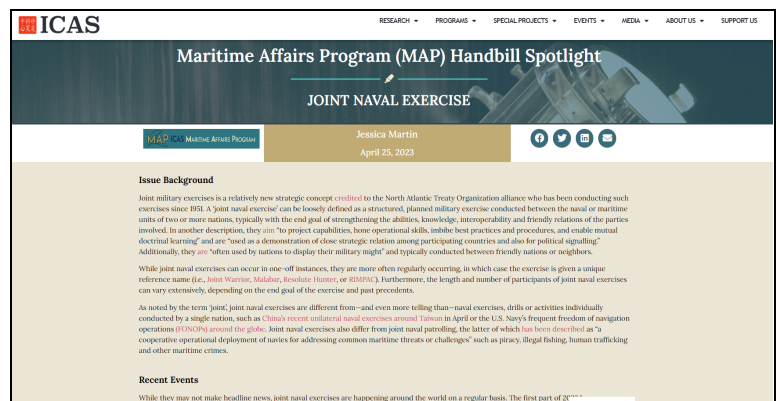 ICAS
RESEARCH PROGRAMS SPECIAL PROJECTS EVENTS MEDIA ABOUT US SUPPORT US
Maritime Affairs Program (MAP) Handbill Spotlight
JOINT NAVAL EXERCISE
MAP ICAS MARITIME AFFAIRS PROGRAM
Jessica Martin
April 25, 2023
Issue Background
Joint military exercises is a relatively new strategic concept credited to the North Atlantic Treaty Organization alliance who has been conducting such
exercises since 1951. A ‘joint naval exercise’ can be loosely defined as a structured, planned military exercise conducted between the naval or maritime
units of two or more nations, typically with the end goal of strengthening the abilities, knowledge, interoperability and friendly relations of the parties
involved. In another description, they aim “to project capabilities, hone operational skills, imbibe best practices and procedures, and enable mutual
doctrinal learning” and are “used as a demonstration of close strategic relation among participating countries and also for political signalling.”
Additionally, they are “often used by nations to display their military might” and typically conducted between friendly nations or neighbors.
While joint naval exercises can occur in one-off instances, they are more often regularly occurring, in which case the exercise is given a unique
reference name (i.e., Joint Warrior, Malabar, Resolute Hunter, or RIMPAC). Furthermore, the length and number of participants of joint naval exercises
can vary extensively, depending on the end goal of the exercise and past precedents.
As noted by the term ‘joint’, joint naval exercises are different from—and even more telling than—naval exercises, drills or activities individually
conducted by a single nation, such as China’s recent unilateral naval exercises around Taiwan in April or the U.S. Navy’s frequent freedom of navigation
operations (FONOPs) around the globe. Joint naval exercises also differ from joint naval patrolling, the latter of which has been described as “a
cooperative operational deployment of navies for addressing common maritime threats or challenges” such as piracy, illegal fishing, human trafficking
and other maritime crimes.
Recent Events
While they may not make headline news, joint naval exercises are happening around the world on a regular basis. The first part of